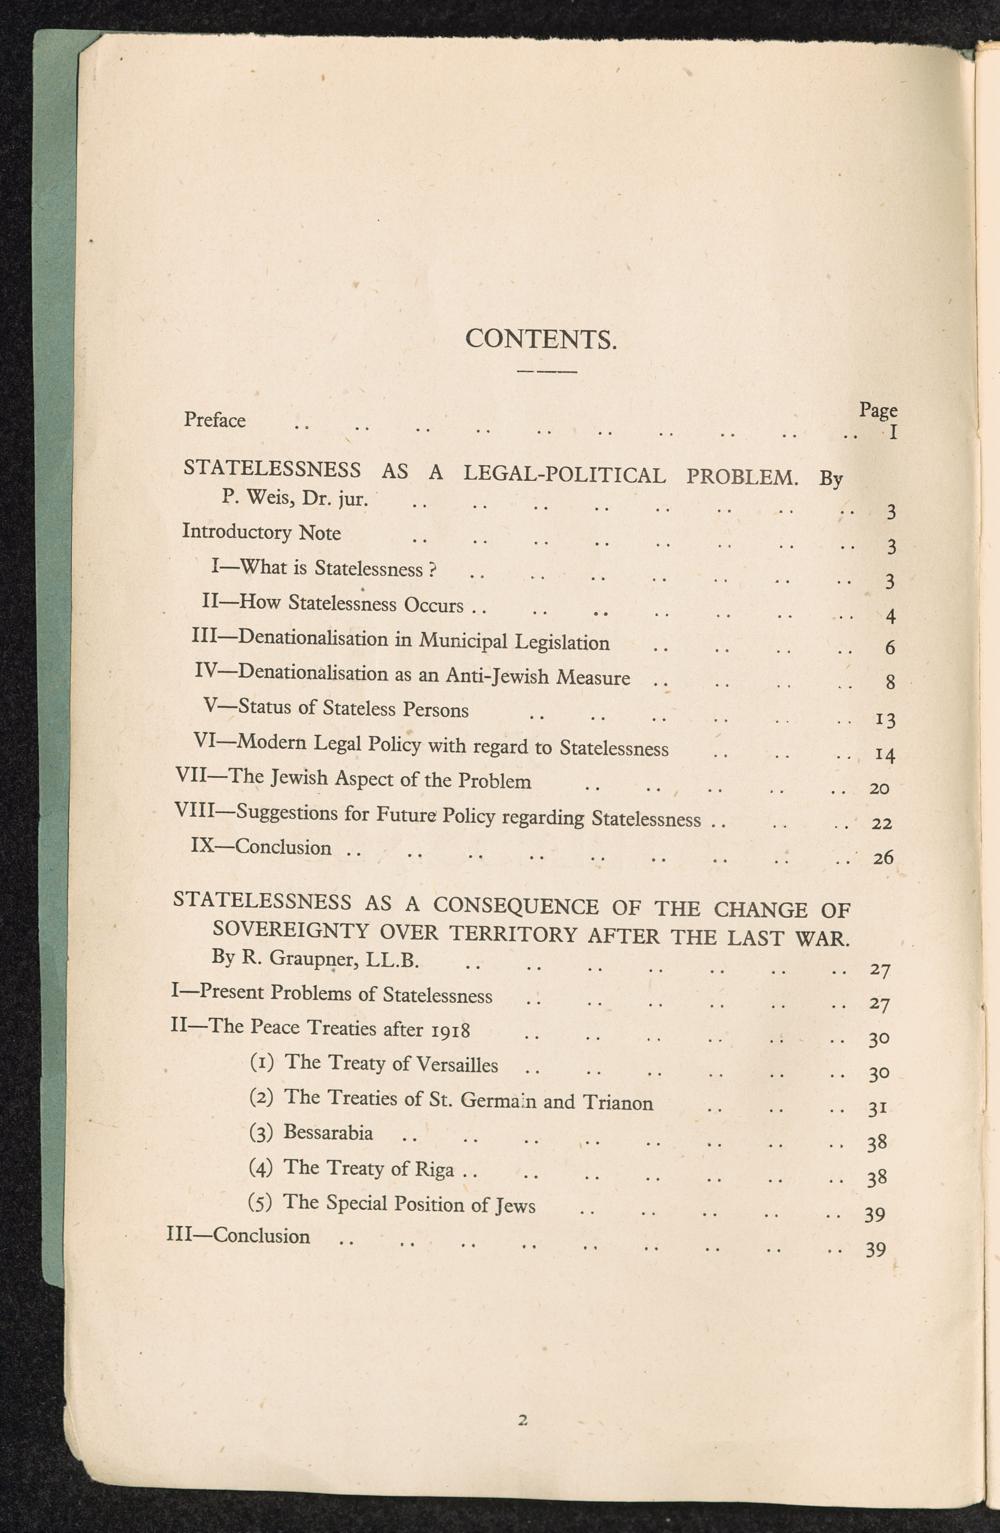 CONTENTS.
Page
Preface .. .. .. .. .. .. .. .. .. .. I
STATELESSNESS AS A LEGAL-POLITICAL PROBLEM. By
P. Weis, Dr. jur. .. .. .. .. .. .. .. .. 3
Introductory Note .. .. .. .. .. .. .. .. 3
I—What is Statelessness ? .. .. .. .. .. .. .. 3
II—How Statelessness Occurs .. .. .. .. .. .. .. 4
III—Denationalisation in Municipal Legislation .. .. .. .. 6
IV—Denationalisation as an Anti-Jewish Measure .. .. .. .. 8
V—Status of Stateless Persons .. .. .. .. .. .. 13
VI—Modern Legal Policy with regard to Statelessness .. .. .. 14
VII—The Jewish Aspect of the Problem .. .. .. .. .. 20
VIII—Suggestions for Future Policy regarding Statelessness .. .. .. 22
IX—Conclusion .. .. .. .. .. .. .. .. .. 26
STATELESSNESS AS A CONSEQUENCE OF THE CHANGE OF
SOVEREIGNTY OVER TERRITORY AFTER THE LAST WAR.
By R. Graupner, LL.B. .. .. .. .. .. .. .. 27
I—Present Problems of Statelessness .. .. .. .. .. .. 27
II—The Peace Treaties after 1918 .. .. .. .. .. .. 30
(1) The Treaty of Versailles .. .. .. .. .. .. 30
(2) The Treaties of St. Germain and Trianon .. .. .. 31
(3) Bessarabia .. .. .. .. .. .. .. .. 38
(4) The Treaty of Riga .. .. .. .. .. .. .. 38
(5) The Special Position of Jews .. .. .. .. .. 39
III—Conclusion .. .. .. .. .. .. .. .. .. 39
2